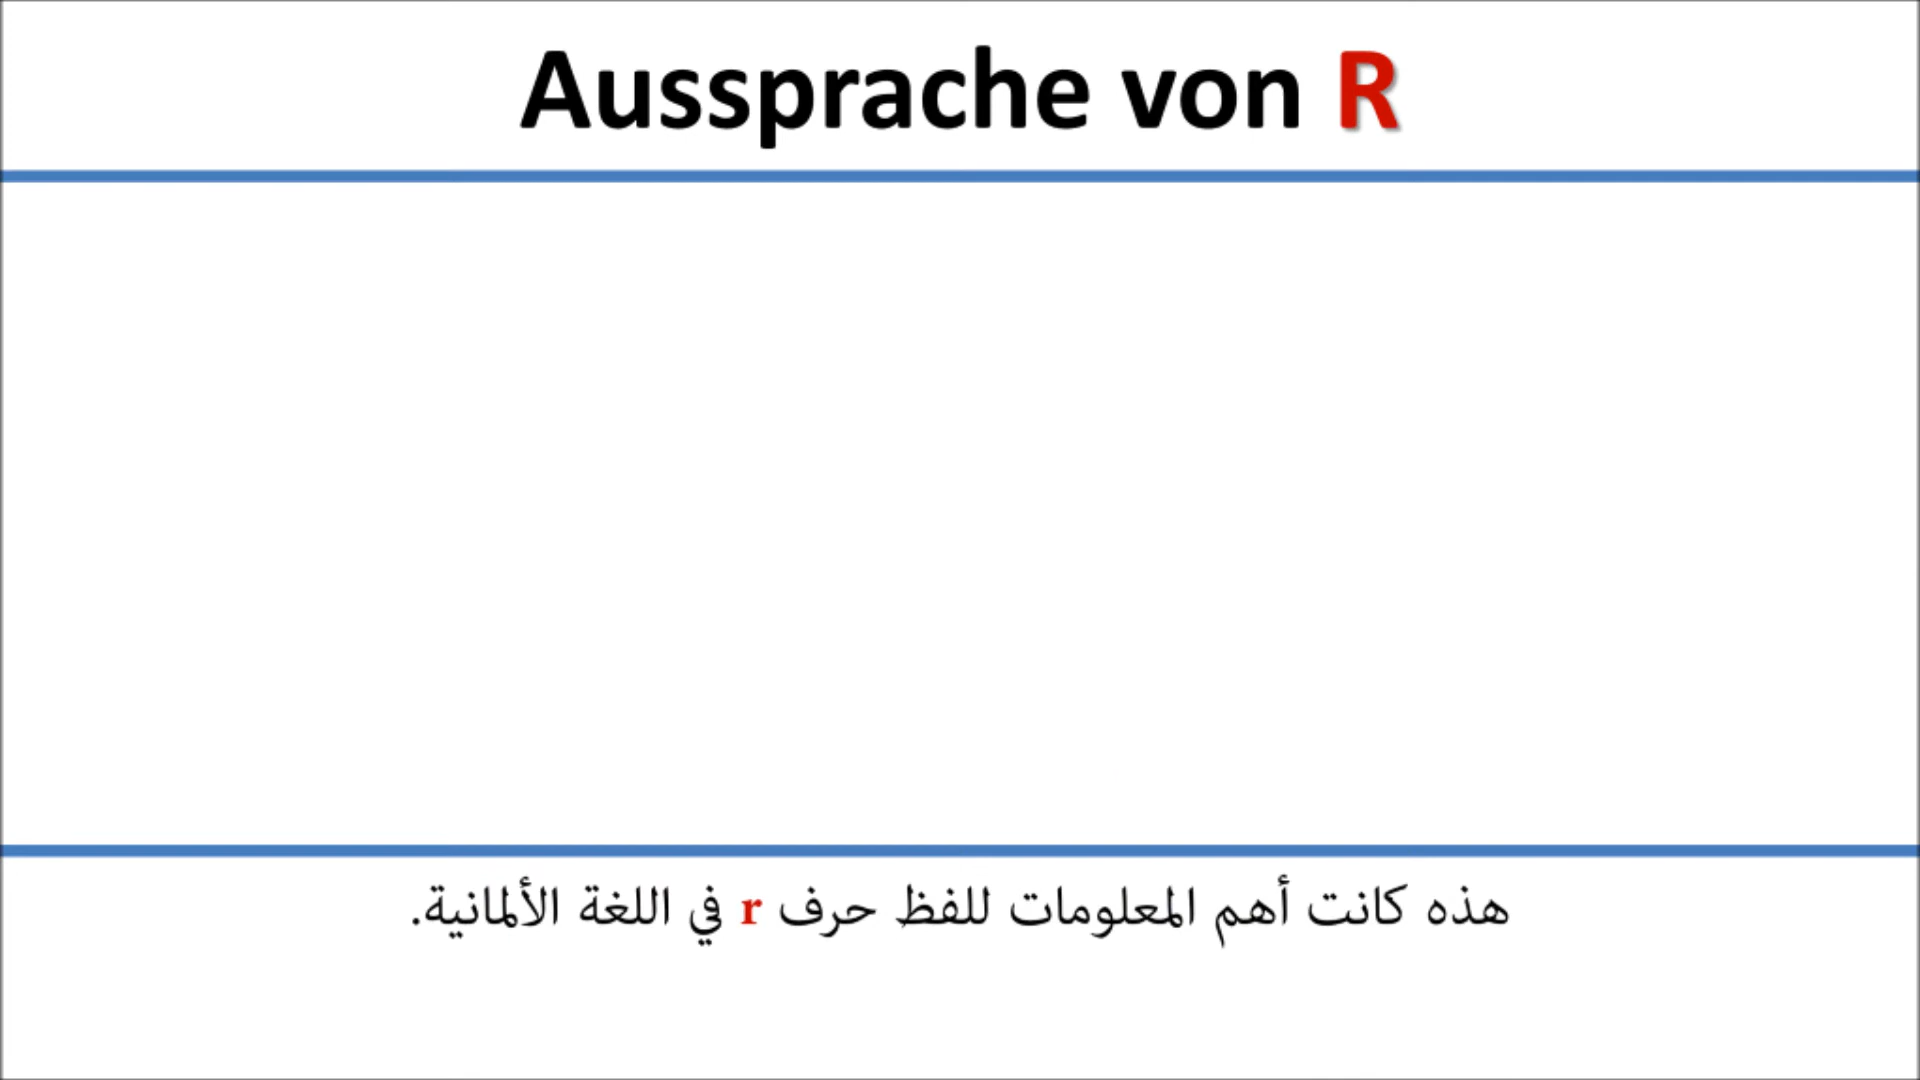 Aussprache von R
هذه كانت أهم المعلومات للفظ حرف r في اللغة الألمانية.